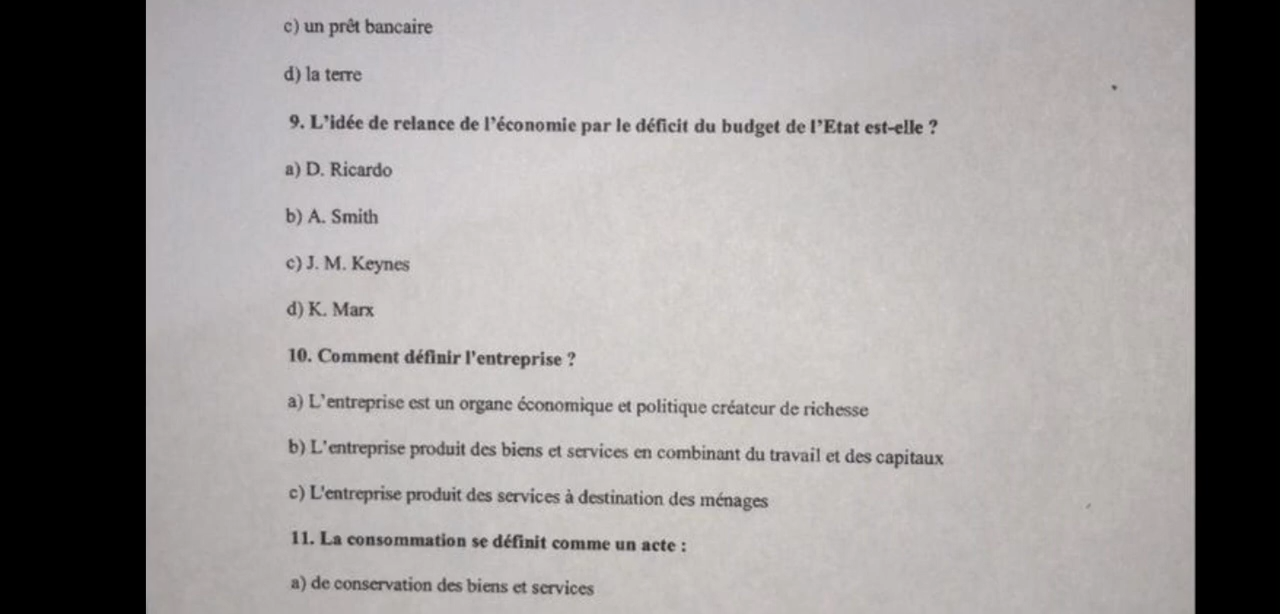 c) un prêt bancaire
d) la terre
9. L'idée de relance de l'économie par le déficit du budget de l'Etat est-elle ?
a) D. Ricardo
b) A. Smith
c) J. M. Keynes
d) K. Marx
10. Comment définir l'entreprise ?
a) L'entreprise est un organe économique et politique créateur de richesse
b) L'entreprise produit des biens et services en combinant du travail et des capitaux
c) L'entreprise produit des services à destination des ménages
11. La consommation se définit comme un acte :
a) de conservation des biens et services